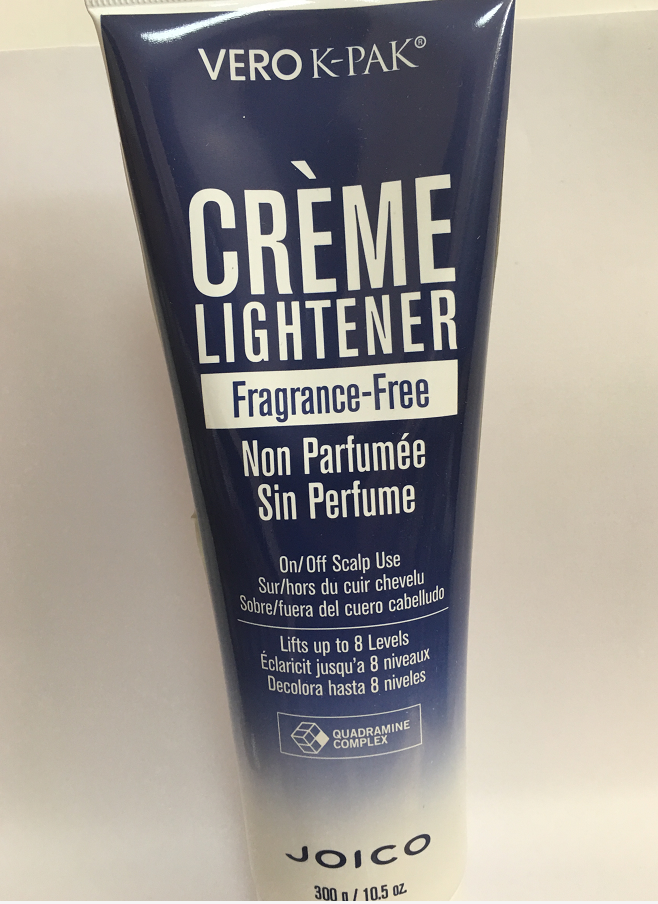 VERO K-PAK®
CRÈME
LIGHTENER
Fragrance-Free
Non Parfumée
Sin Perfume
On/Off Scalp Use
Sur/hors du cuir chevelu
Sobre/fuera del cuero cabelludo
Lifts up to 8 Levels
Éclaricit jusqu'a 8 niveaux
Decolora hasta 8 niveles
QUADRAMINE
COMPLEX
JOICO
300 g / 10.5 oz.